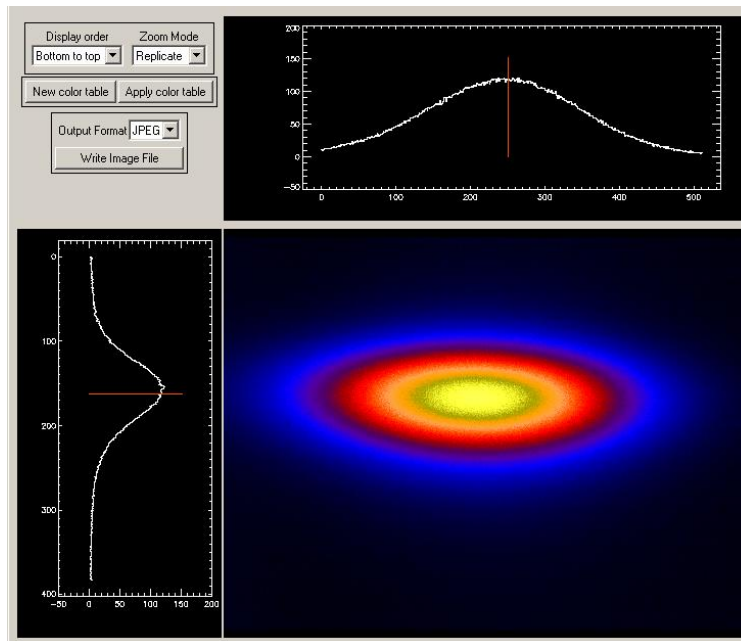 Display order Zoom Mode
Bottom to top Replicate
New color table Apply color table
Output Format JPEG
Write Image File
200
150
100
50
0
-50
0 100 200 300 400 500
0
100
200
300
400
-50 0 50 100 150 200